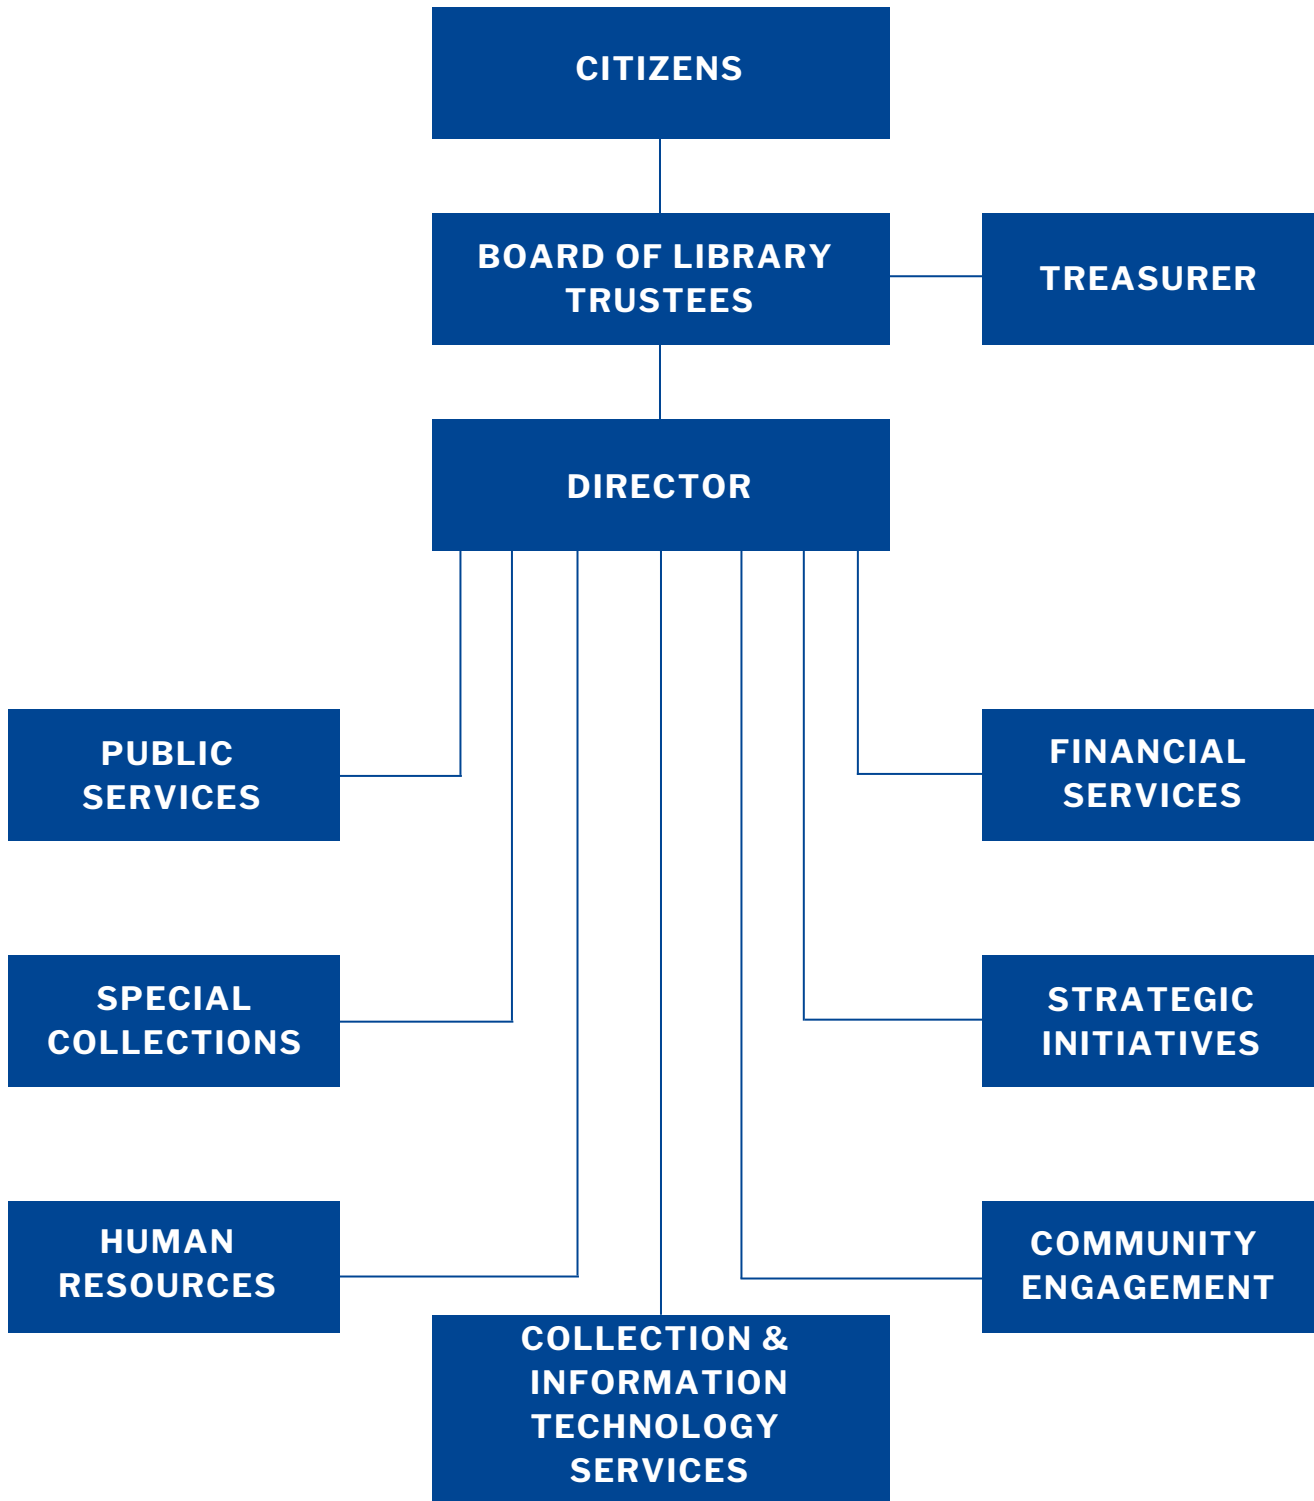 CITIZENS
BOARD OF LIBRARY
TRUSTEES
TREASURER
DIRECTOR
PUBLIC
SERVICES
FINANCIAL
SERVICES
SPECIAL
COLLECTIONS
STRATEGIC
INITIATIVES
HUMAN
RESOURCES
COMMUNITY
ENGAGEMENT
COLLECTION &
INFORMATION
TECHNOLOGY
SERVICES